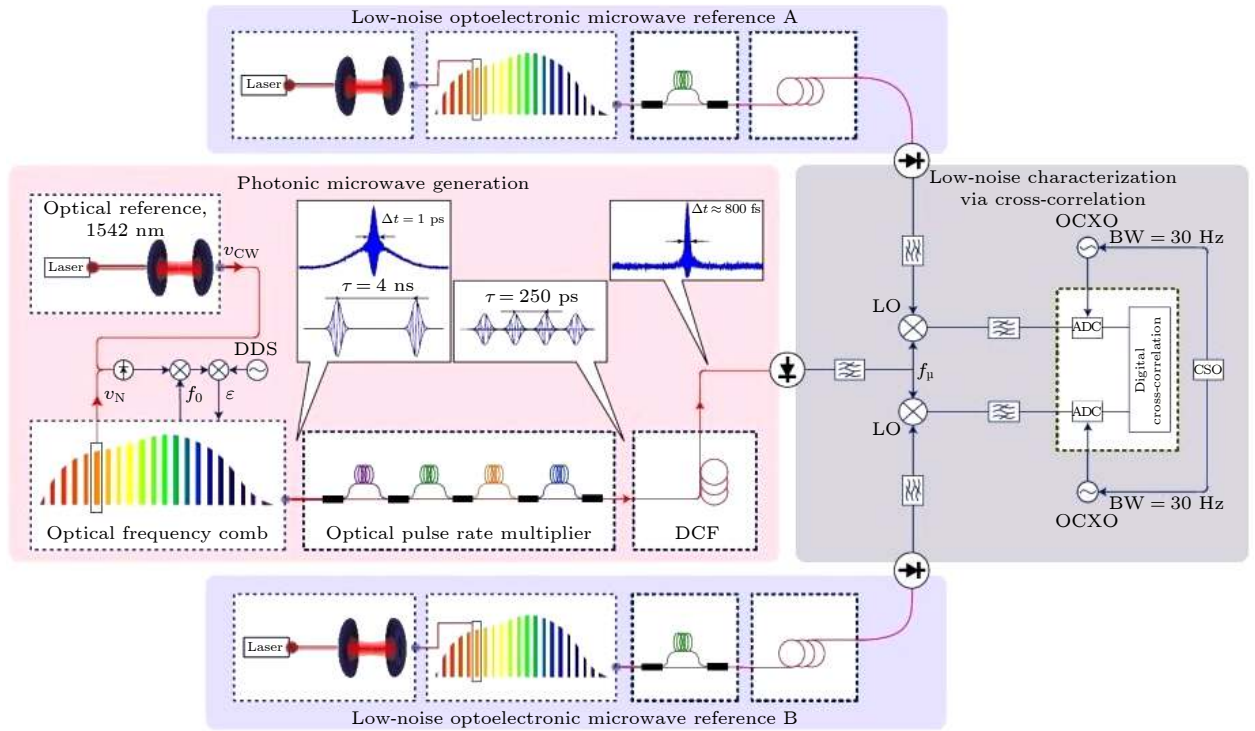 Low-noise optoelectronic microwave reference A
Laser
Photonic microwave generation
Optical reference,
1542 nm
Laser
νCW
Δt = 1 ps
τ = 4 ns
τ = 250 ps
Δt ≈ 800 fs
DDS
νN
f0
ε
Optical frequency comb
Optical pulse rate multiplier
DCF
Low-noise characterization
via cross-correlation
OCXO
BW = 30 Hz
LO
ADC
fμ
Digital
cross-correlation
CSO
ADC
LO
BW = 30 Hz
OCXO
Laser
Low-noise optoelectronic microwave reference B